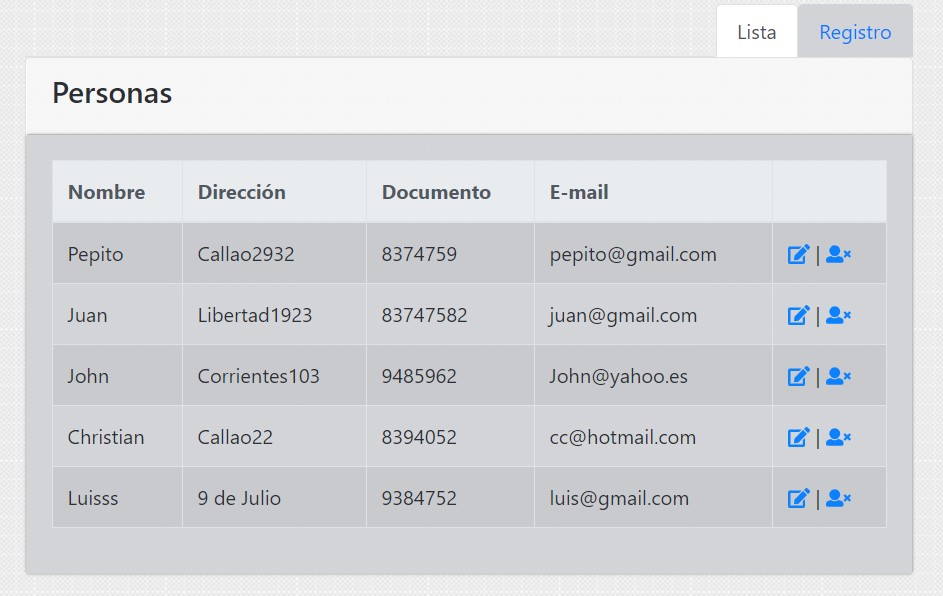 Lista Registro
Personas
Nombre Dirección Documento E-mail
Pepito Callao2932 8374759 pepito@gmail.com |
Juan Libertad1923 83747582 juan@gmail.com |
John Corrientes103 9485962 John@yahoo.es |
Christian Callao22 8394052 cc@hotmail.com |
Luisss 9 de Julio 9384752 luis@gmail.com |